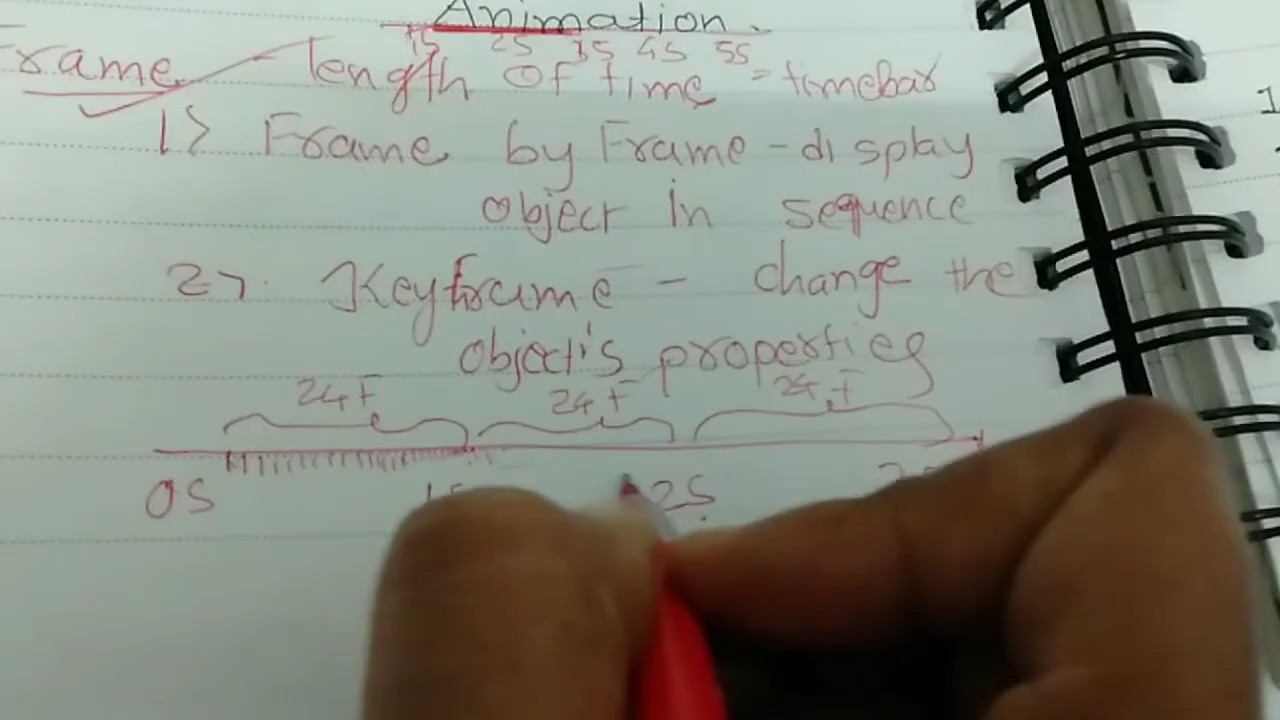 Animation.
1S 2S 3S 4S 5S
Frame - length of time = timebar
1> Frame by Frame - display
object in sequence
2>. Keyframe - change the
object's properties
24F 24F 24F
0S 2S
1